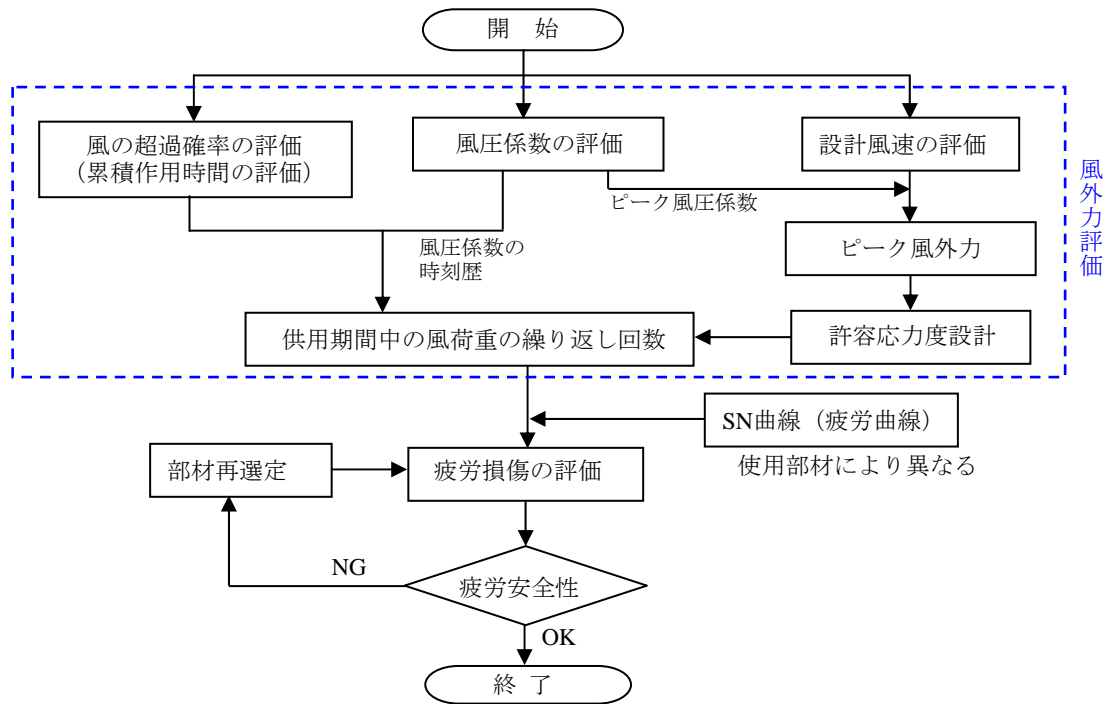 開　始
風の超過確率の評価
（累積作用時間の評価）
風圧係数の評価
設計風速の評価
ピーク風圧係数
風外力評価
ピーク風外力
風圧係数の
時刻歴
供用期間中の風荷重の繰り返し回数
許容応力度設計
SN曲線（疲労曲線）
使用部材により異なる
部材再選定
疲労損傷の評価
NG
疲労安全性
OK
終 了